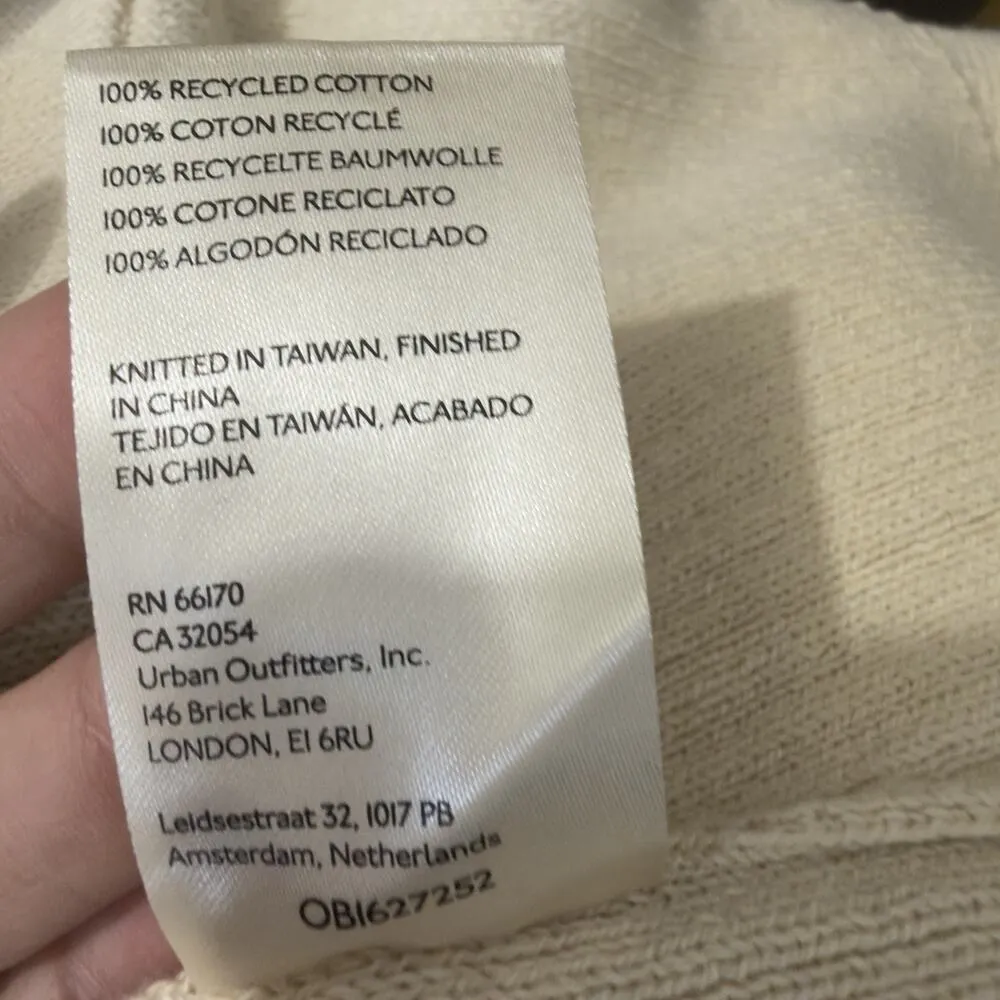 100% RECYCLED COTTON
100% COTON RECYCLÉ
100% RECYCELTE BAUMWOLLE
100% COTONE RECICLATO
100% ALGODÓN RECICLADO
KNITTED IN TAIWAN, FINISHED
IN CHINA
TEJIDO EN TAIWÁN, ACABADO
EN CHINA
RN 66170
CA 32054
Urban Outfitters, Inc.
146 Brick Lane
LONDON, E1 6RU
Leidsestraat 32, 1017 PB
Amsterdam, Netherlands
OB1627252